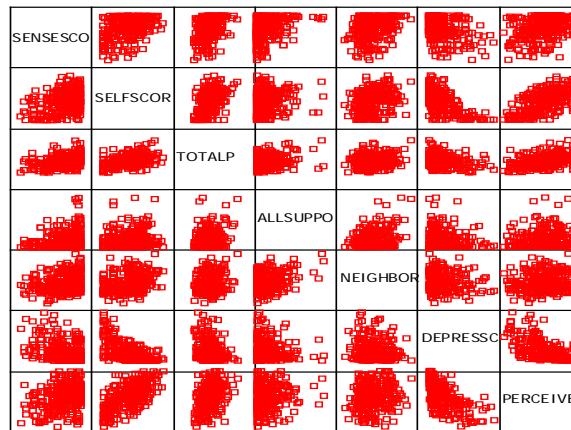 SENSESCO
SELFSCOR
TOTALP
ALLSUPPO
NEIGHBOR
DEPRESSC
PERCEIVE